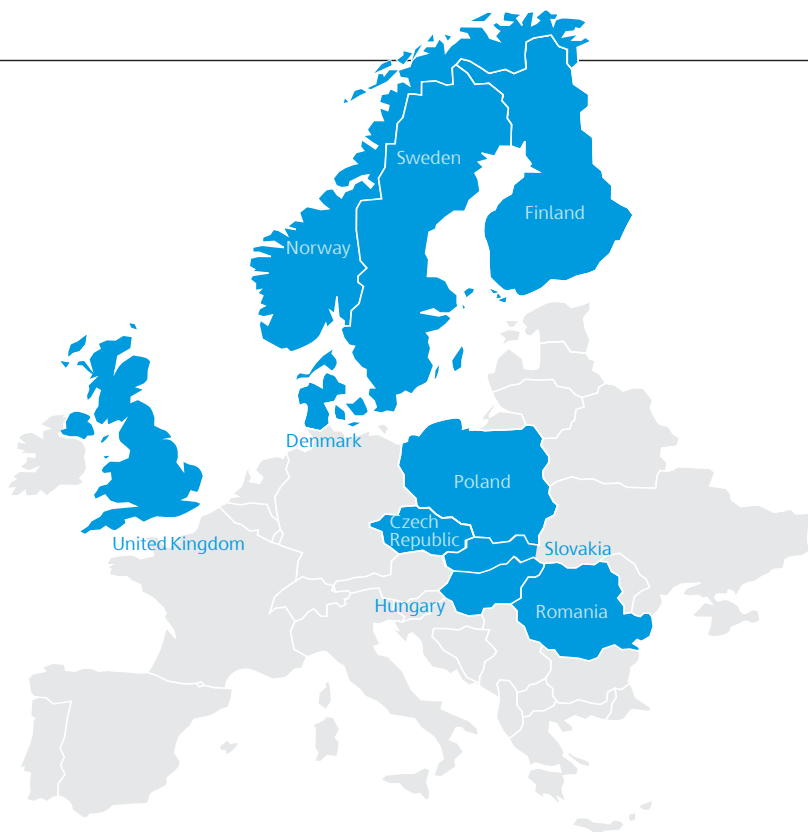 Sweden
Finland
Norway
Denmark
Poland
Czech
Republic
United Kingdom
Slovakia
Hungary
Romania